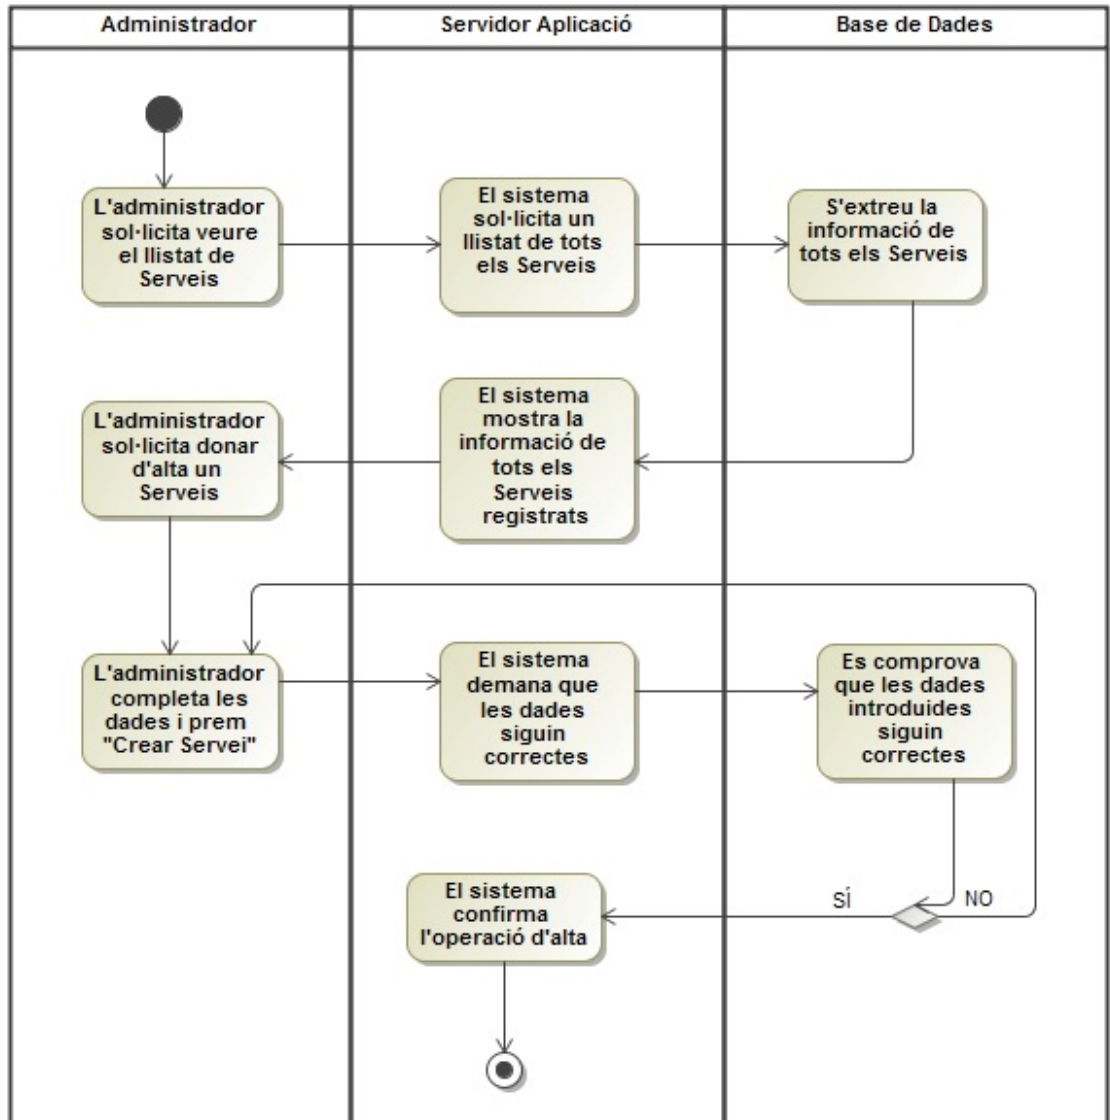 Administrador
Servidor Aplicació
Base de Dades
L'administrador
sol·licita veure
el llistat de
Serveis
El sistema
sol·licita un
llistat de tots
els Serveis
S'extreu la
informació de
tots els Serveis
L'administrador
sol·licita donar
d'alta un
Serveis
El sistema
mostra la
informació de
tots els
Serveis
registrats
L'administrador
completa les
dades i prem
"Crear Servei"
El sistema
demana que
les dades
siguin
correctes
Es comprova
que les dades
introduides
siguin
correctes
El sistema
confirma
l'operació d'alta
SÍ
NO